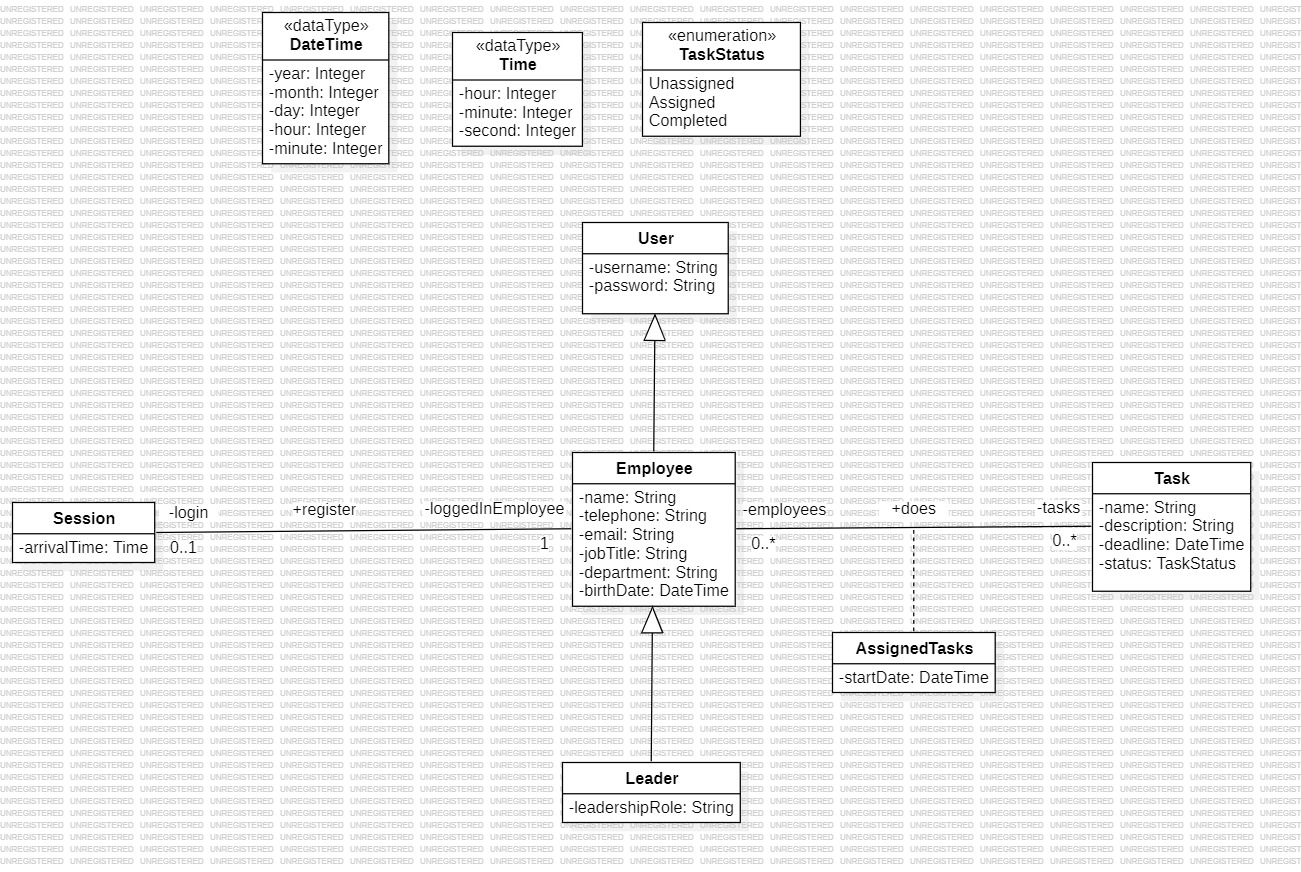 «dataType»
DateTime
-year: Integer
-month: Integer
-day: Integer
-hour: Integer
-minute: Integer
«dataType»
Time
-hour: Integer
-minute: Integer
-second: Integer
«enumeration»
TaskStatus
Unassigned
Assigned
Completed
User
-username: String
-password: String
Session
-arrivalTime: Time
-login
0..1
+register
-loggedInEmployee
1
Employee
-name: String
-telephone: String
-email: String
-jobTitle: String
-department: String
-birthDate: DateTime
-employees
0..*
+does
-tasks
0..*
Task
-name: String
-description: String
-deadline: DateTime
-status: TaskStatus
AssignedTasks
-startDate: DateTime
Leader
-leadershipRole: String
UNREGISTERED